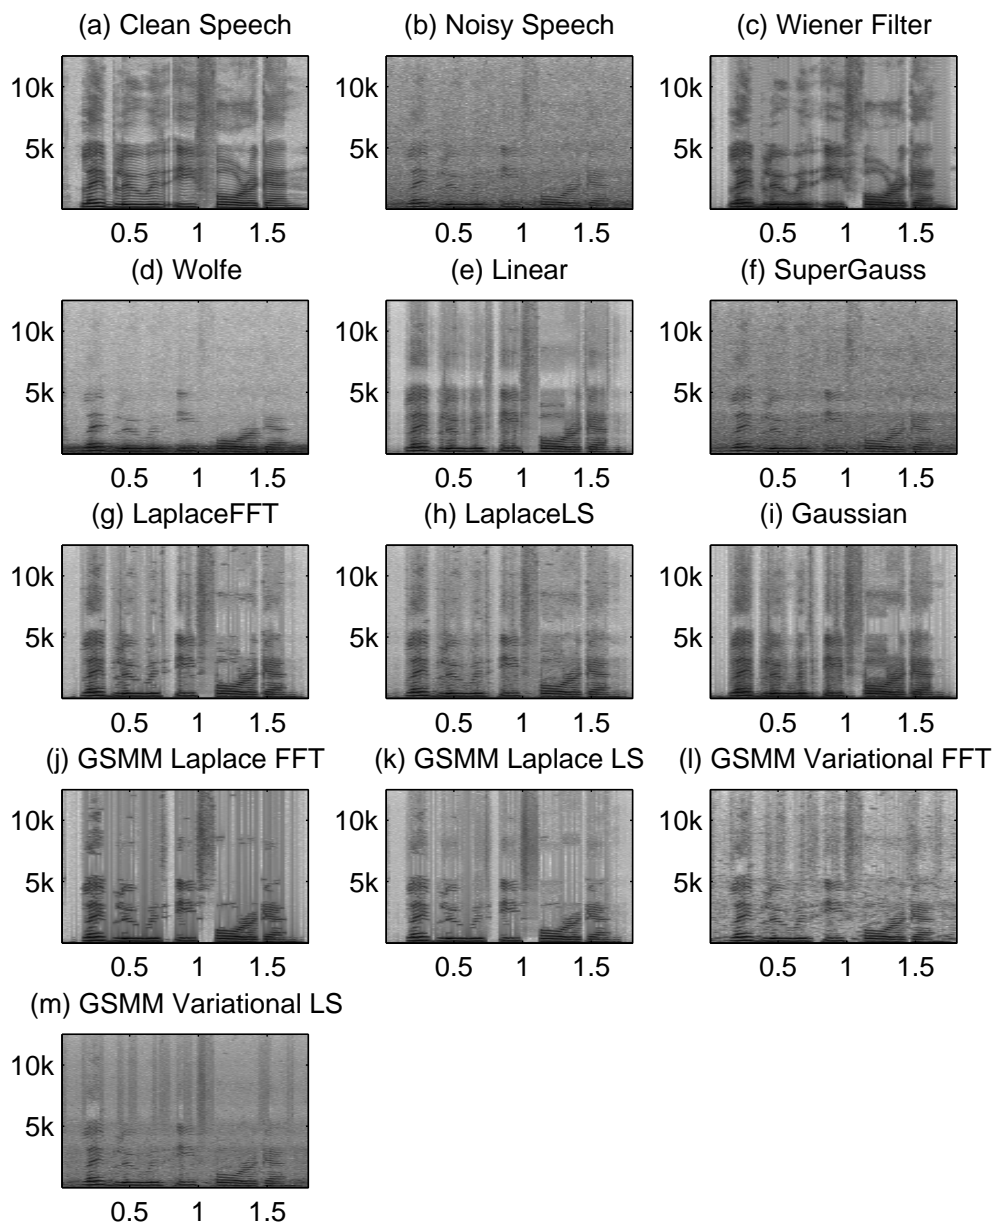 (a) Clean Speech (b) Noisy Speech (c) Wiener Filter
10k 10k 10k
5k 5k 5k
0.5 1 1.5 0.5 1 1.5 0.5 1 1.5
(d) Wolfe (e) Linear (f) SuperGauss
10k 10k 10k
5k 5k 5k
0.5 1 1.5 0.5 1 1.5 0.5 1 1.5
(g) LaplaceFFT (h) LaplaceLS (i) Gaussian
10k 10k 10k
5k 5k 5k
0.5 1 1.5 0.5 1 1.5 0.5 1 1.5
(j) GSMM Laplace FFT (k) GSMM Laplace LS (l) GSMM Variational FFT
10k 10k 10k
5k 5k 5k
0.5 1 1.5 0.5 1 1.5 0.5 1 1.5
(m) GSMM Variational LS
10k
5k
0.5 1 1.5